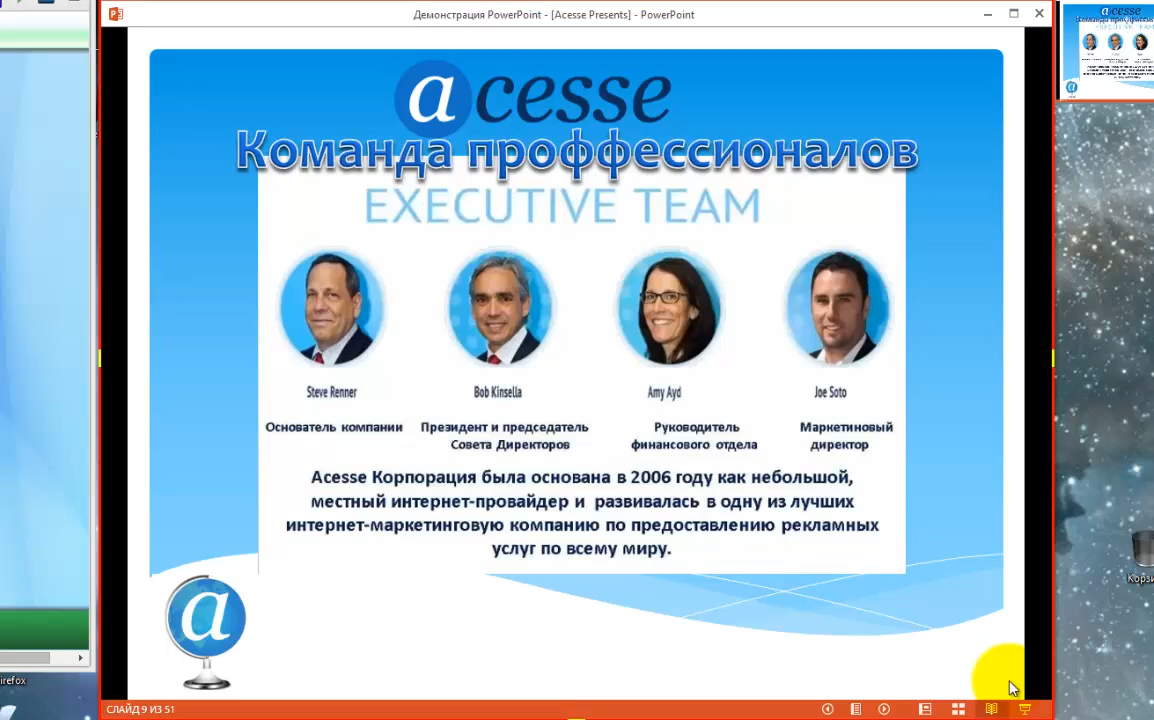 Демонстрация PowerPoint - [Acesse Presents] - PowerPoint
acesse
Команда проффессионалов
EXECUTIVE TEAM
Steve Renner
Bob Kinsella
Amy Ayd
Joe Soto
Основатель компании
Президент и председатель
Совета Директоров
Руководитель
финансового отдела
Маркетиновый
директор
Acesse Корпорация была основана в 2006 году как небольшой,
местный интернет-провайдер и развивалась в одну из лучших
интернет-маркетинговую компанию по предоставлению рекламных
услуг по всему миру.
a
СЛАЙД 9 ИЗ 51
irefox
Корзи
acesse
EXECUTIVE TEAM